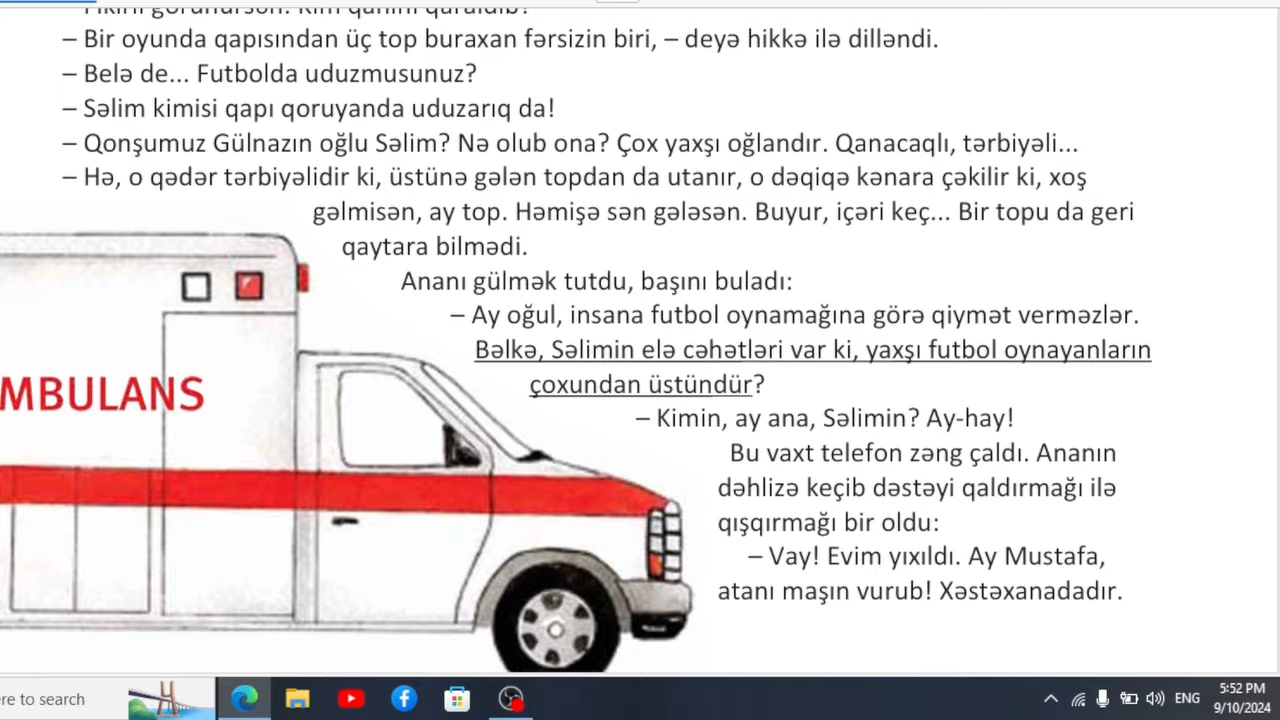 – Bir oyunda qapısından üç top buraxan fərsizin biri, – deyə hikkə ilə dilləndi.
– Belə de... Futbolda uduzmusunuz?
– Səlim kimisi qapı qoruyanda uduzarıq da!
– Qonşumuz Gülnazın oğlu Səlim? Nə olub ona? Çox yaxşı oğlandır. Qanacaqlı, tərbiyəli...
– Hə, o qədər tərbiyəlidir ki, üstünə gələn topdan da utanır, o dəqiqə kənara çəkilir ki, xoş
gəlmisən, ay top. Həmişə sən gələsən. Buyur, içəri keç... Bir topu da geri
qaytara bilmədi.
Ananı gülmək tutdu, başını buladı:
– Ay oğul, insana futbol oynamağına görə qiymət verməzlər.
Bəlkə, Səlimin elə cəhətləri var ki, yaxşı futbol oynayanların
çoxundan üstündür?
– Kimin, ay ana, Səlimin? Ay-hay!
Bu vaxt telefon zəng çaldı. Ananın
dəhlizə keçib dəstəyi qaldırmağı ilə
qışqırmağı bir oldu:
– Vay! Evim yıxıldı. Ay Mustafa,
atanı maşın vurub! Xəstəxanadadır.
MBULANS
re to search
ENG
5:52 PM
9/10/2024